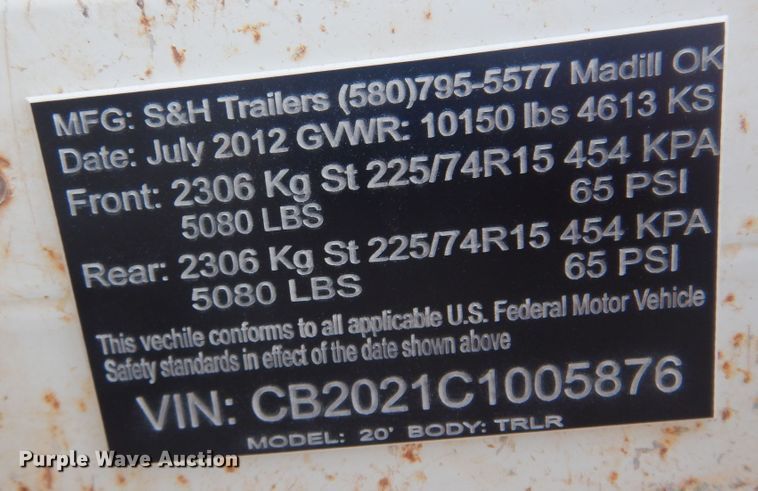 MFG: S&H Trailers (580)795-5577 Madill OK
Date: July 2012 GVWR: 10150 lbs 4613 KS
Front: 2306 Kg St 225/74R15 454 KPA
5080 LBS 65 PSI
Rear: 2306 Kg St 225/74R15 454 KPA
5080 LBS 65 PSI
This vechile conforms to all applicable U.S. Federal Motor Vehicle
Safety standards in effect of the date shown above
VIN: CB2021C1005876
MODEL: 20' BODY: TRLR
Purple Wave Auction